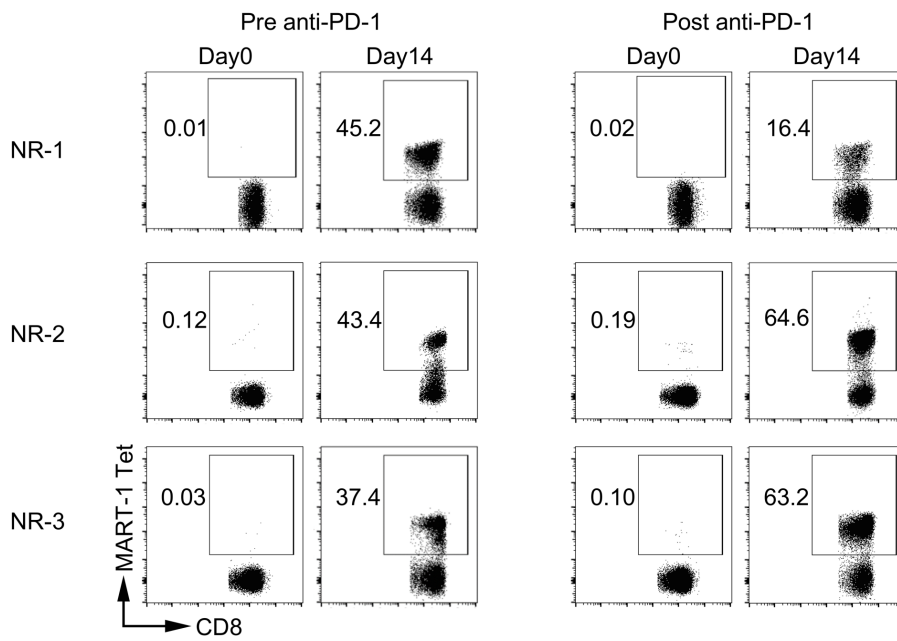 Pre anti-PD-1 Post anti-PD-1
Day0 Day14 Day0 Day14
NR-1 0.01 45.2 0.02 16.4
NR-2 0.12 43.4 0.19 64.6
NR-3 0.03 37.4 0.10 63.2
MART-1 Tet
CD8